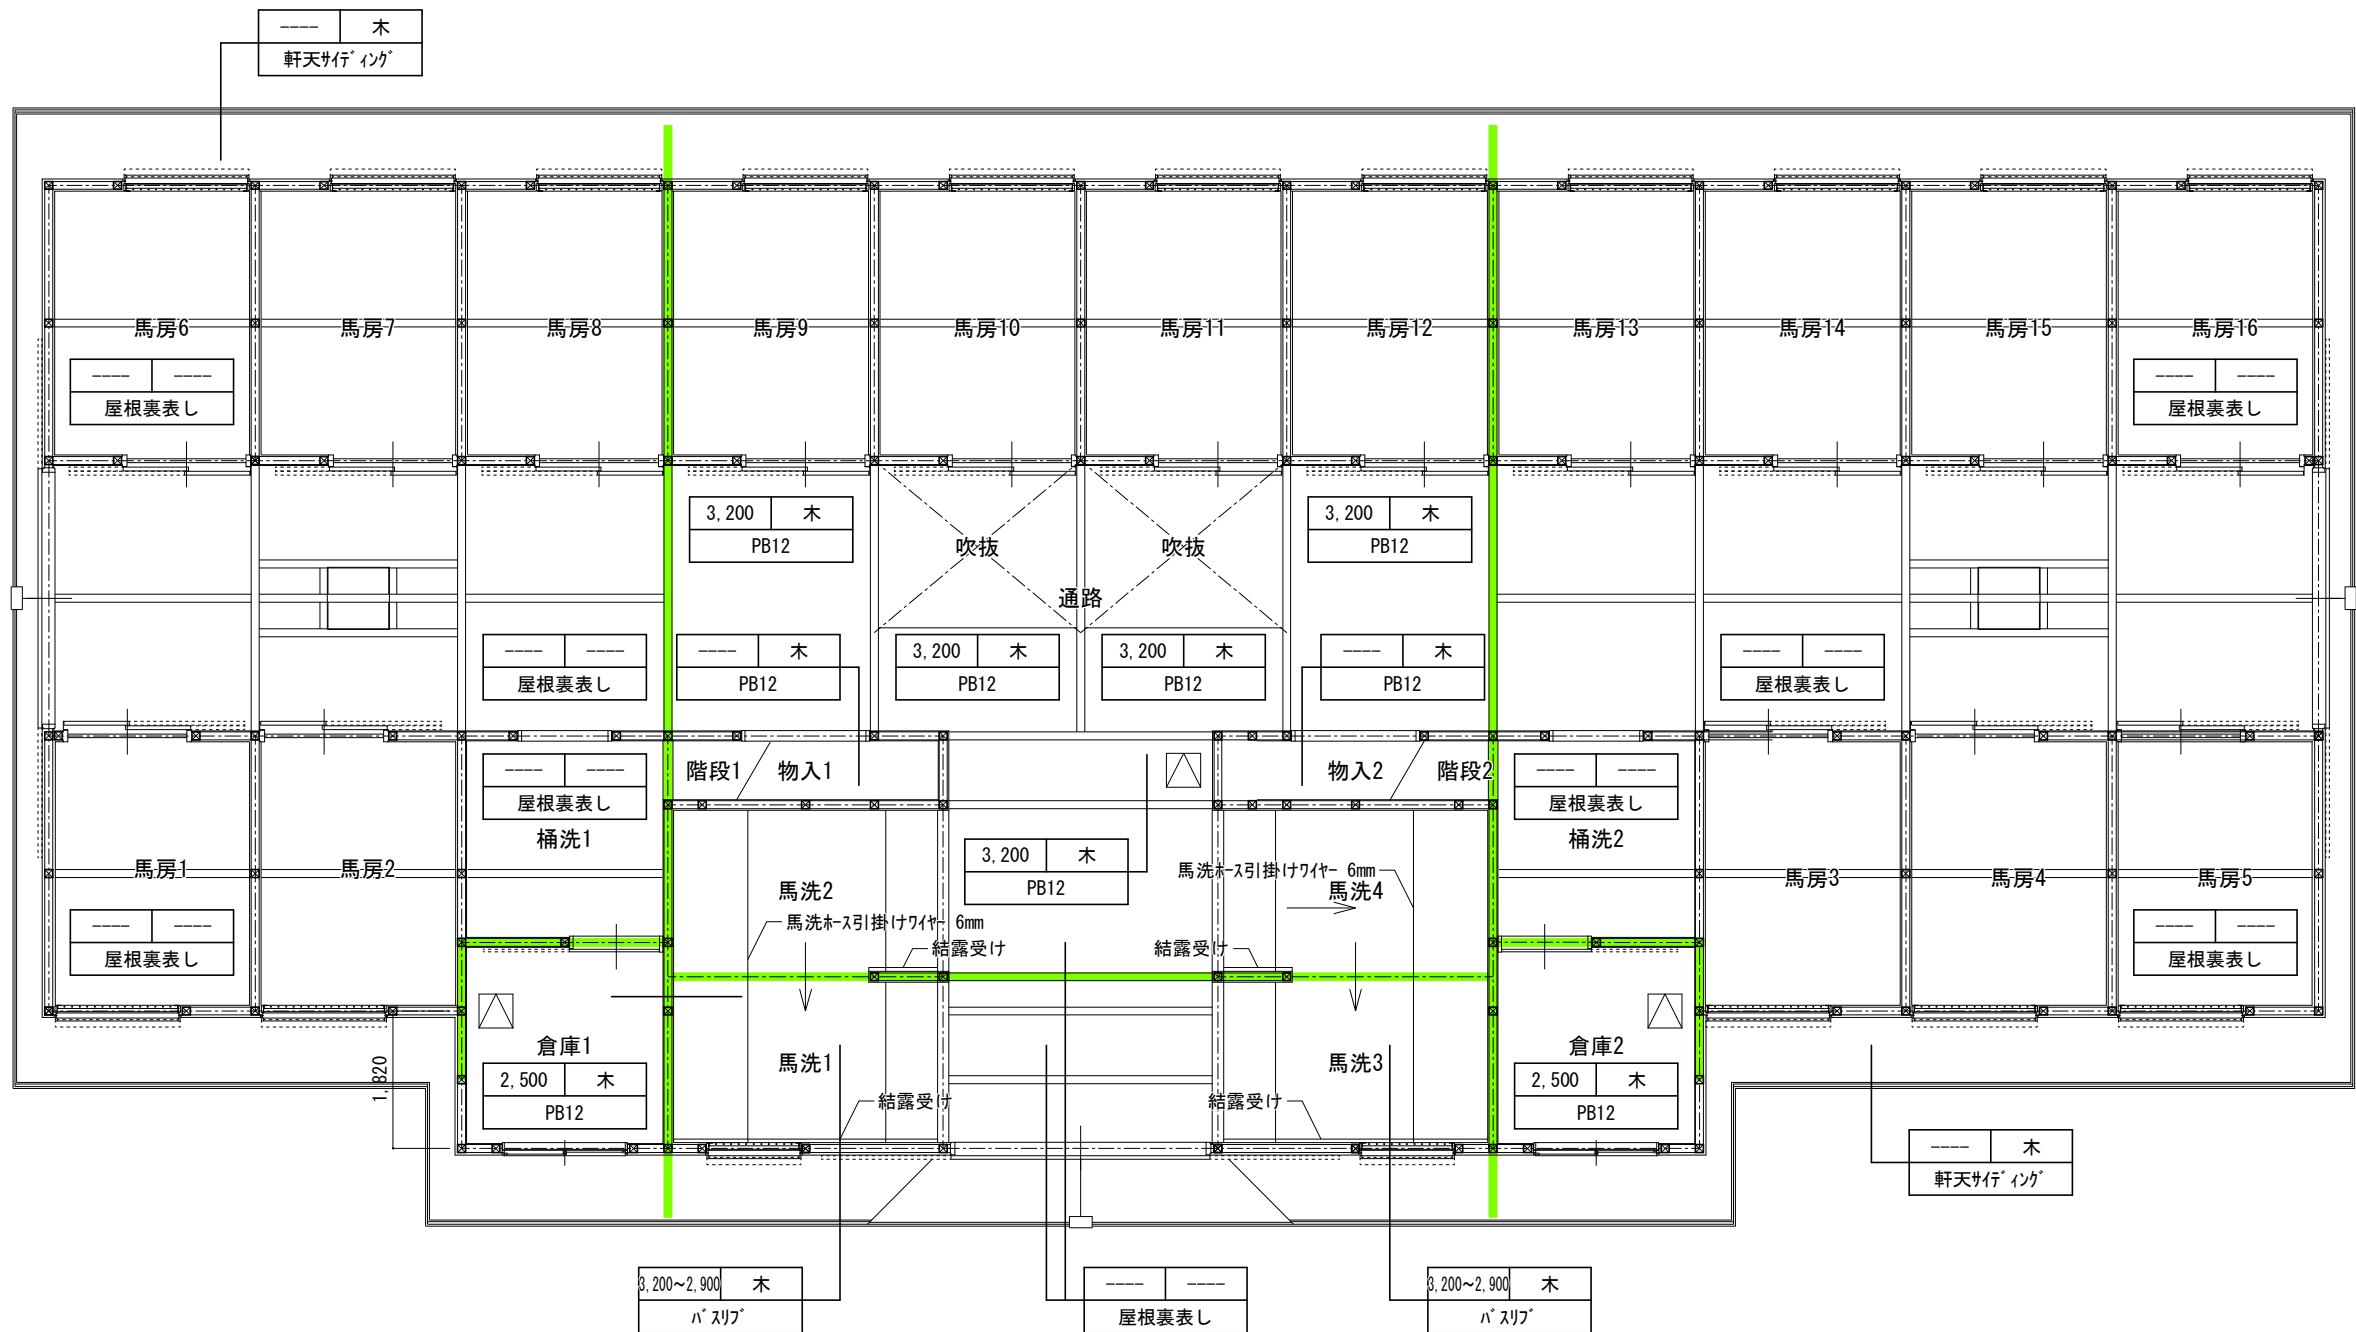 ---- 木
軒天ｻｲﾃﾞｨﾝｸﾞ
馬房6 馬房7 馬房8 馬房9 馬房10 馬房11 馬房12 馬房13 馬房14 馬房15 馬房16
---- ----
屋根裏表し
---- ----
屋根裏表し
3,200 木
PB12
3,200 木
PB12
吹抜 吹抜
通路
---- ----
屋根裏表し
---- 木
PB12
3,200 木
PB12
3,200 木
PB12
---- 木
PB12
---- ----
屋根裏表し
階段1 物入1 物入2 階段2
---- ----
屋根裏表し
---- ----
屋根裏表し
桶洗1 桶洗2
3,200 木
PB12
馬房1 馬房2 馬房3 馬房4 馬房5
馬洗2 馬洗4
馬洗ﾎｰｽ引掛けﾜｲﾔｰ 6mm
馬洗ﾎｰｽ引掛けﾜｲﾔｰ 6mm
---- ----
屋根裏表し
---- ----
屋根裏表し
結露受け 結露受け
倉庫1 倉庫2
馬洗1 馬洗3
2,500 木
PB12
2,500 木
PB12
1,820
結露受け 結露受け
---- 木
軒天ｻｲﾃﾞｨﾝｸﾞ
3,200~2,900 木
ﾊﾞｽﾘﾌﾞ
---- ----
屋根裏表し
3,200~2,900 木
ﾊﾞｽﾘﾌﾞ